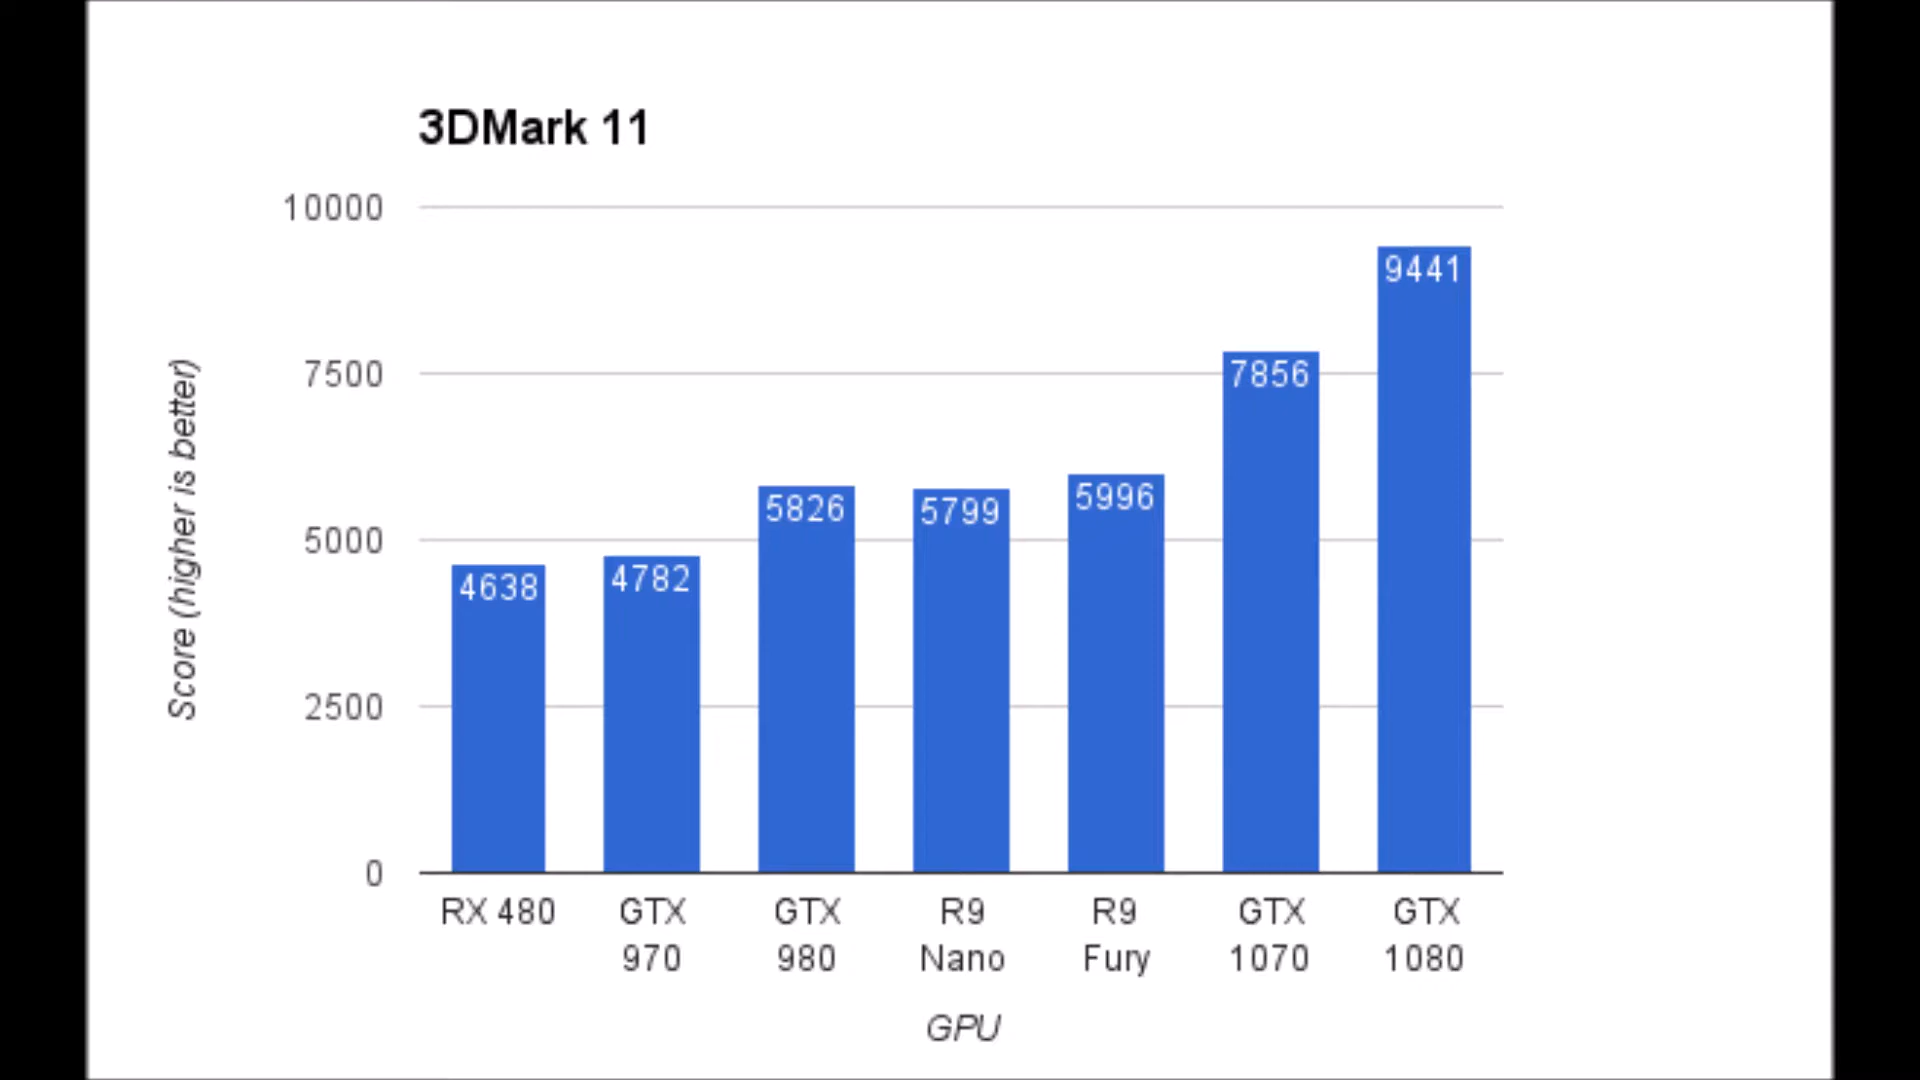 3DMark 11
10000
7500
5000
2500
0
Score (higher is better)
4638
4782
5826
5799
5996
7856
9441
RX 480
GTX
970
GTX
980
R9
Nano
R9
Fury
GTX
1070
GTX
1080
GPU